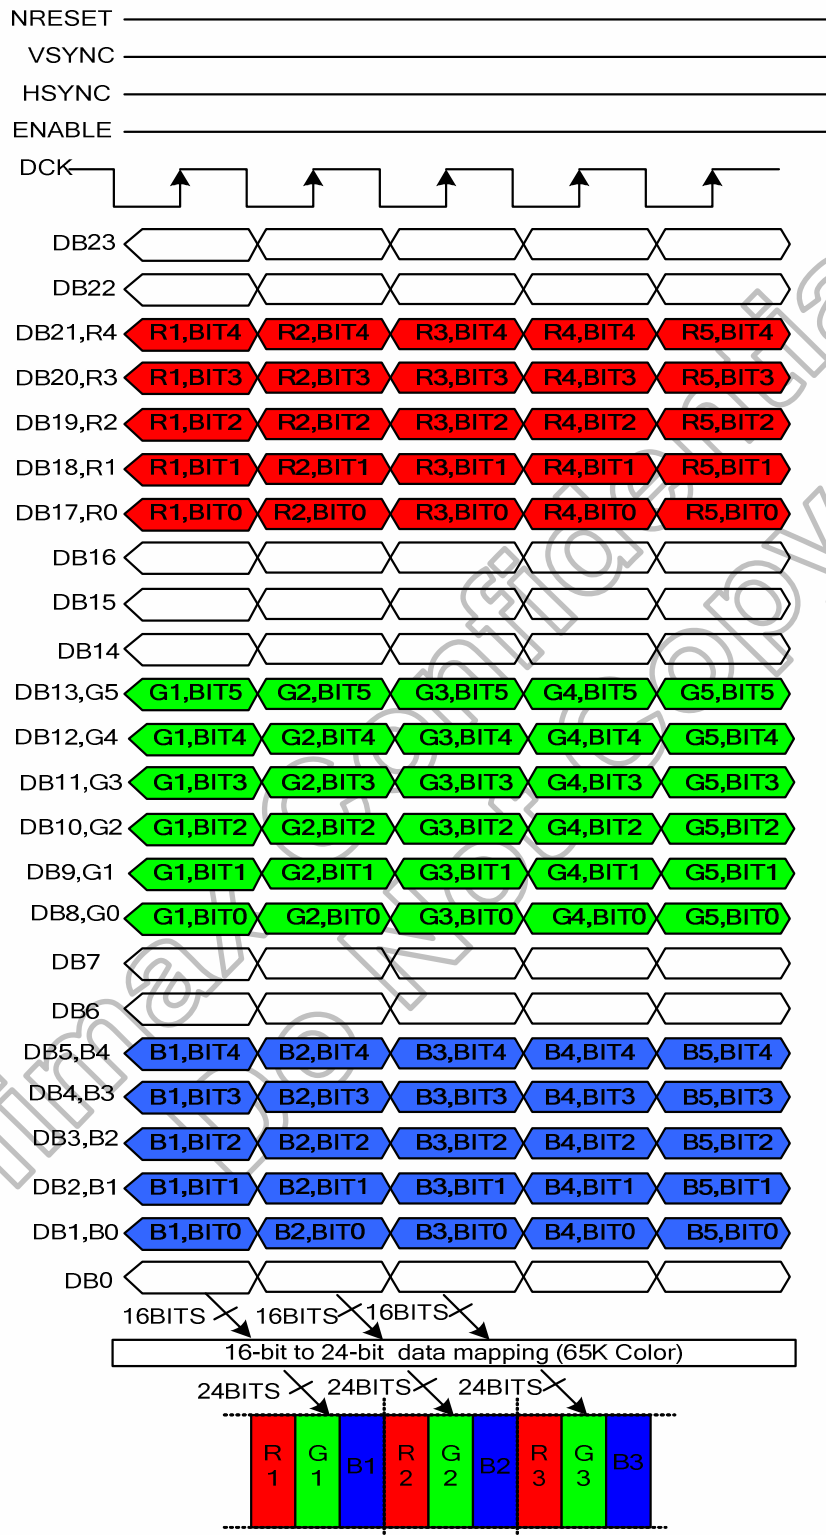 NRESET
VSYNC
HSYNC
ENABLE
DCK
DB23
DB22
DB21,R4 R1,BIT4 R2,BIT4 R3,BIT4 R4,BIT4 R5,BIT4
DB20,R3 R1,BIT3 R2,BIT3 R3,BIT3 R4,BIT3 R5,BIT3
DB19,R2 R1,BIT2 R2,BIT2 R3,BIT2 R4,BIT2 R5,BIT2
DB18,R1 R1,BIT1 R2,BIT1 R3,BIT1 R4,BIT1 R5,BIT1
DB17,R0 R1,BIT0 R2,BIT0 R3,BIT0 R4,BIT0 R5,BIT0
DB16
DB15
DB14
DB13,G5 G1,BIT5 G2,BIT5 G3,BIT5 G4,BIT5 G5,BIT5
DB12,G4 G1,BIT4 G2,BIT4 G3,BIT4 G4,BIT4 G5,BIT4
DB11,G3 G1,BIT3 G2,BIT3 G3,BIT3 G4,BIT3 G5,BIT3
DB10,G2 G1,BIT2 G2,BIT2 G3,BIT2 G4,BIT2 G5,BIT2
DB9,G1 G1,BIT1 G2,BIT1 G3,BIT1 G4,BIT1 G5,BIT1
DB8,G0 G1,BIT0 G2,BIT0 G3,BIT0 G4,BIT0 G5,BIT0
DB7
DB6
DB5,B4 B1,BIT4 B2,BIT4 B3,BIT4 B4,BIT4 B5,BIT4
DB4,B3 B1,BIT3 B2,BIT3 B3,BIT3 B4,BIT3 B5,BIT3
DB3,B2 B1,BIT2 B2,BIT2 B3,BIT2 B4,BIT2 B5,BIT2
DB2,B1 B1,BIT1 B2,BIT1 B3,BIT1 B4,BIT1 B5,BIT1
DB1,B0 B1,BIT0 B2,BIT0 B3,BIT0 B4,BIT0 B5,BIT0
DB0
16BITS 16BITS 16BITS
16-bit to 24-bit data mapping (65K Color)
24BITS 24BITS 24BITS
R1 G1 B1 R2 G2 B2 R3 G3 B3
imax Confidentia
Do Not Copy